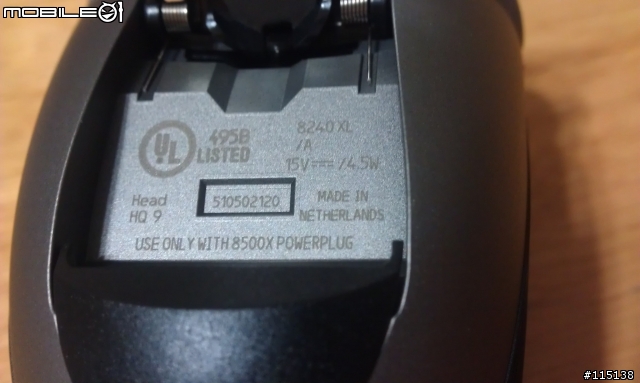 MOBILE01
UL
495B
LISTED
8240 XL
/A
15V⎓/4.5W
Head
HQ 9
510502120
MADE IN
NETHERLANDS
USE ONLY WITH 8500X POWERPLUG
#115138